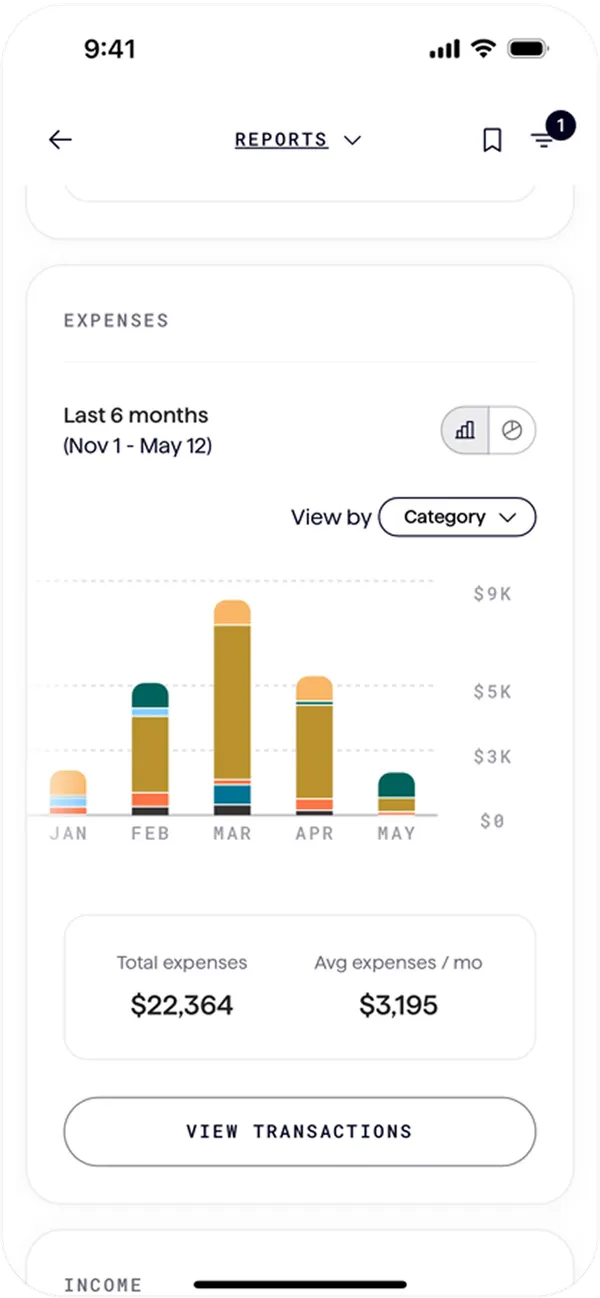 9:41
REPORTS
1
EXPENSES
Last 6 months
(Nov 1 - May 12)
View by Category
$9K
$5K
$3K
$0
JAN FEB MAR APR MAY
Total expenses Avg expenses / mo
$22,364 $3,195
VIEW TRANSACTIONS
INCOME